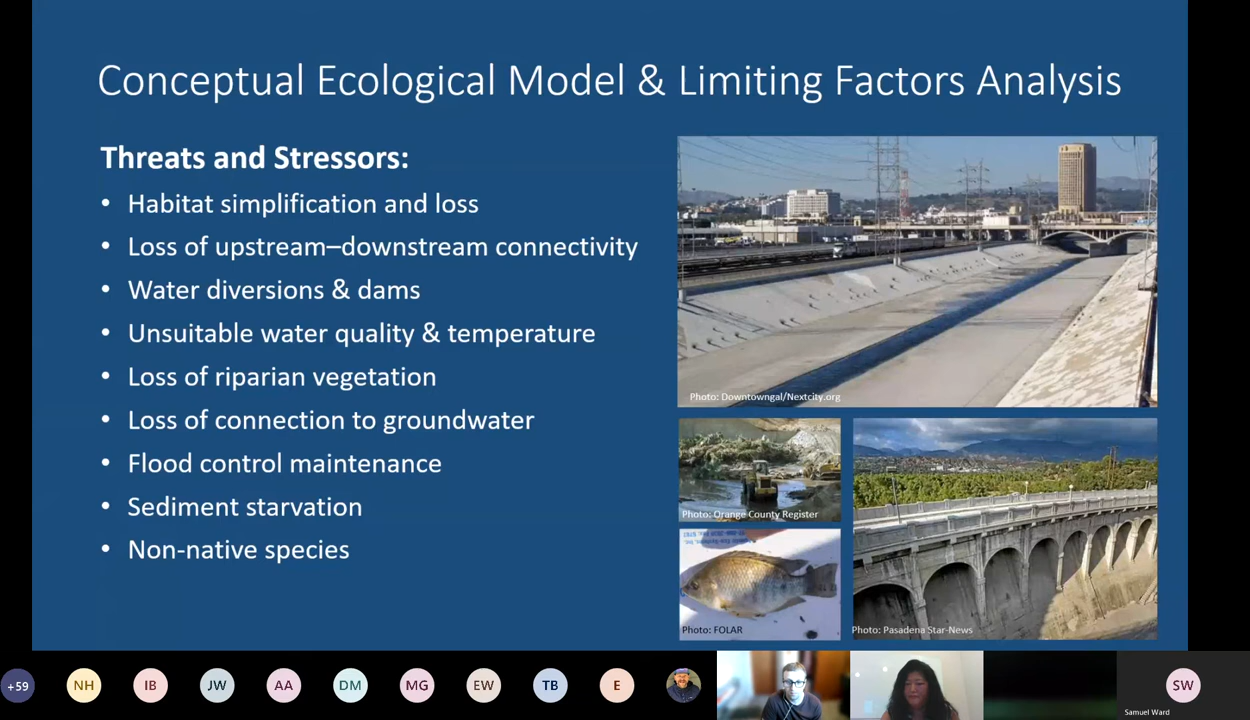 Conceptual Ecological Model & Limiting Factors Analysis
Threats and Stressors:
• Habitat simplification and loss
• Loss of upstream–downstream connectivity
• Water diversions & dams
• Unsuitable water quality & temperature
• Loss of riparian vegetation
• Loss of connection to groundwater
• Flood control maintenance
• Sediment starvation
• Non-native species
Photo: Downtowngal/Nextcity.org
Photo: Orange County Register
Photo: FOLAR
Photo: Pasadena Star-News
+59
NH
IB
JW
AA
DM
MG
EW
TB
E
SW
Samuel Ward